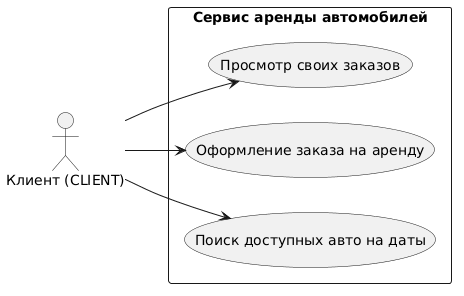 Сервис аренды автомобилей
Просмотр своих заказов
Оформление заказа на аренду
Клиент (CLIENT)
Поиск доступных авто на даты